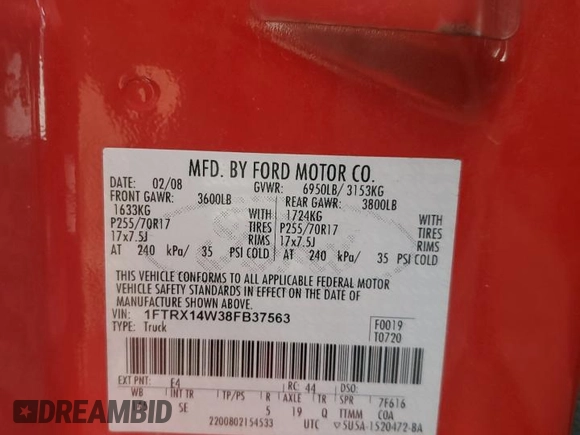 MFD. BY FORD MOTOR CO.
DATE: 02/08 GVWR: 6950LB/ 3153KG
FRONT GAWR: 3600LB REAR GAWR: 3800LB
1633KG WITH 1724KG WITH
P255/70R17 TIRES P255/70R17 TIRES
17x7.5J RIMS 17x7.5J RIMS
AT 240 kPa/ 35 PSI COLD AT 240 kPa/ 35 PSI COLD
THIS VEHICLE CONFORMS TO ALL APPLICABLE FEDERAL MOTOR
VEHICLE SAFETY STANDARDS IN EFFECT ON THE DATE OF
MANUFACTURE SHOWN ABOVE.
VIN: 1FTRX14W38FB37563 F0019
TYPE: Truck T0720
EXT PNT: E4 RC: 44 DSO:
WB INT TR TP/PS R AXLE TR SPR 7F616
SE 5 19 Q TTMM COA
2200802154533 UTC 5U5A-1520472-BA
DREAMBID